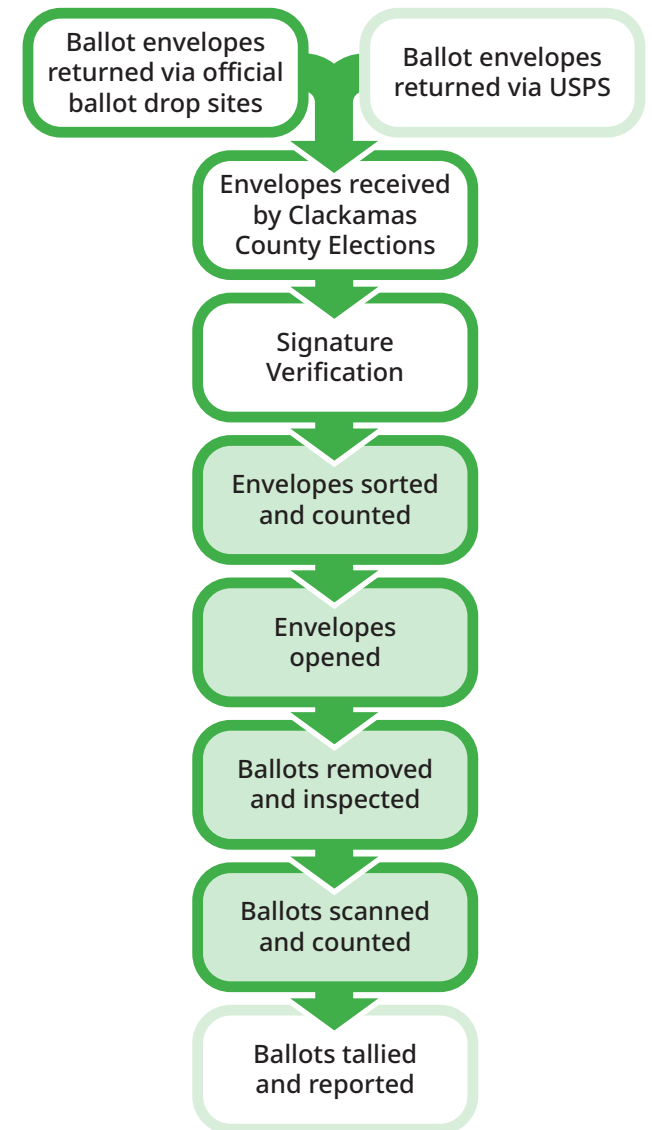 Ballot envelopes
returned via official
ballot drop sites
Ballot envelopes
returned via USPS
Envelopes received
by Clackamas
County Elections
Signature
Verification
Envelopes sorted
and counted
Envelopes
opened
Ballots removed
and inspected
Ballots scanned
and counted
Ballots tallied
and reported